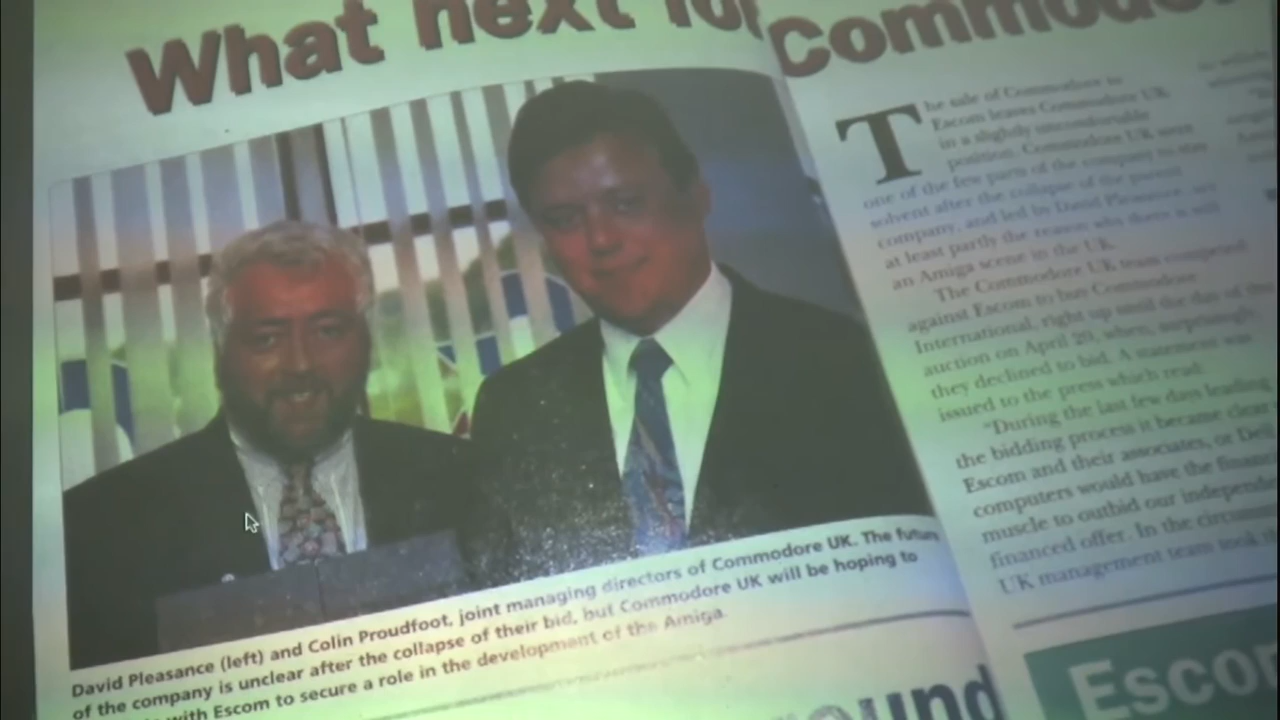 What next for Commodo
The sale of Commodore to
Escom leaves Commodore UK
in a slightly uncomfortable
position. Commodore UK were
one of the few parts of the company to stay
solvent after the collapse of the parent
company, and led by David Pleasance, are
at least partly the reason why there is still
an Amiga scene in the UK.
The Commodore UK team competed
against Escom to buy Commodore
International, right up until the day of the
auction on April 20, when, surprisingly
they declined to bid. A statement was
issued to the press which read:
"During the last few days leading
the bidding process it became clear
Escom and their associates, or Dell
computers would have the financ
muscle to outbid our independe
financed offer. In the circum
UK management team took
David Pleasance (left) and Colin Proudfoot, joint managing directors of Commodore UK. The future
of the company is unclear after the collapse of their bid, but Commodore UK will be hoping to
with Escom to secure a role in the development of the Amiga.
ound
Escor